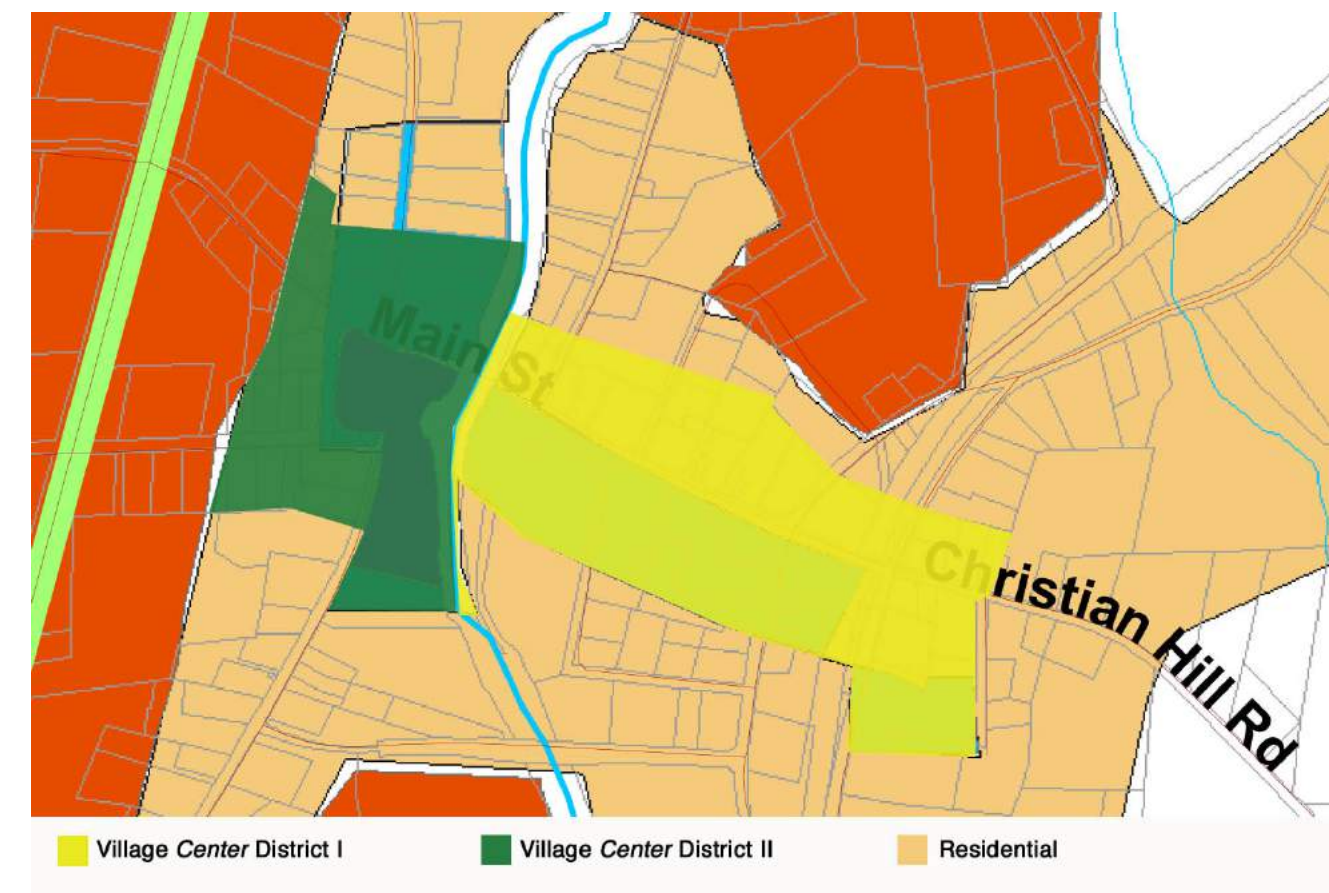 Main St
Christian Hill Rd
Village Center District I
Village Center District II
Residential